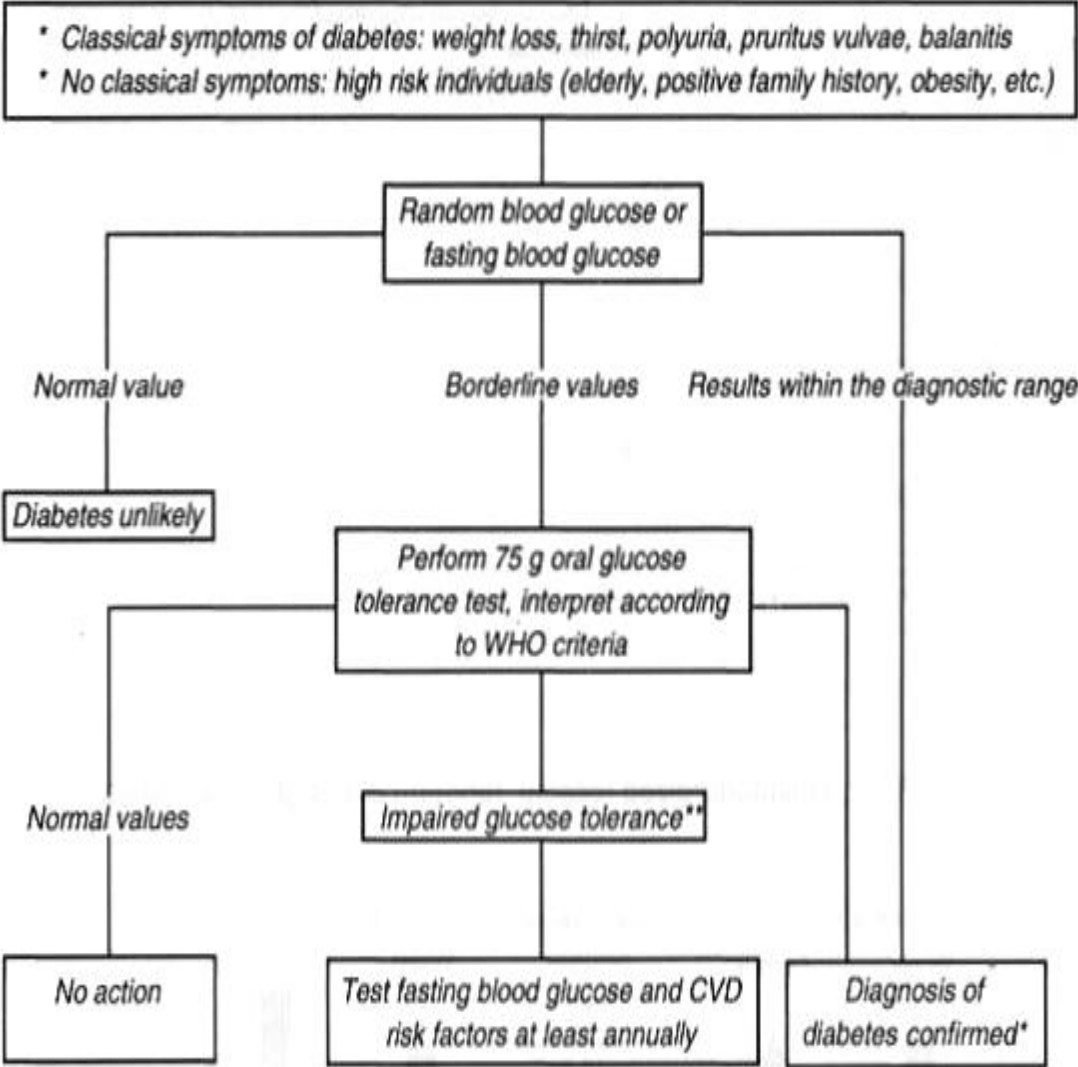 * Classical symptoms of diabetes: weight loss, thirst, polyuria, pruritus vulvae, balanitis
* No classical symptoms: high risk individuals (elderly, positive family history, obesity, etc.)
Random blood glucose or
fasting blood glucose
Normal value
Borderline values
Results within the diagnostic range
Diabetes unlikely
Perform 75 g oral glucose
tolerance test, interpret according
to WHO criteria
Normal values
Impaired glucose tolerance**
No action
Test fasting blood glucose and CVD
risk factors at least annually
Diagnosis of
diabetes confirmed*